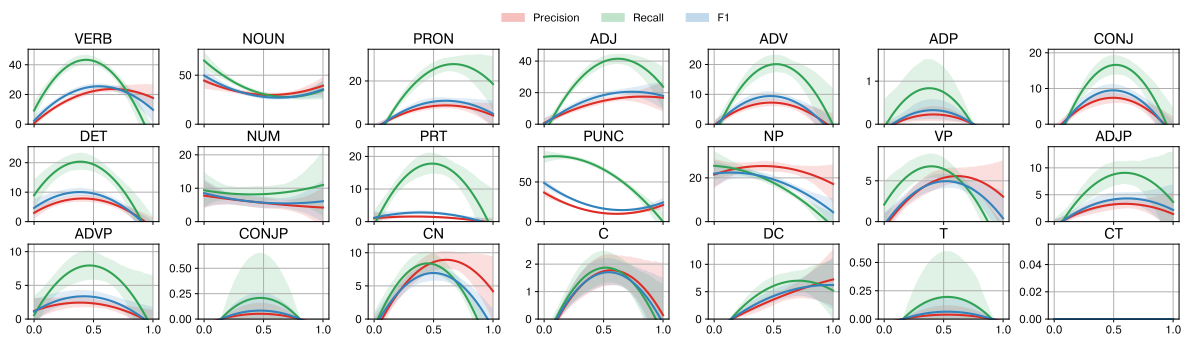 Precision Recall F1
VERB NOUN PRON ADJ ADV ADP CONJ
40 20 0
50 0
20 0
40 20 0
20 10 0
1 0
20 10 0
DET NUM PRT PUNC NP VP ADJP
20 10 0
20 10 0
20 10 0
50 0
20 0
5 0
10 5 0
ADVP CONJP CN C DC T CT
10 5 0
0.50 0.25 0.00
10 5 0
2 1 0
10 5 0
0.50 0.25 0.00
0.04 0.02 0.00
0.0 0.5 1.0 0.0 0.5 1.0 0.0 0.5 1.0 0.0 0.5 1.0 0.0 0.5 1.0 0.0 0.5 1.0 0.0 0.5 1.0